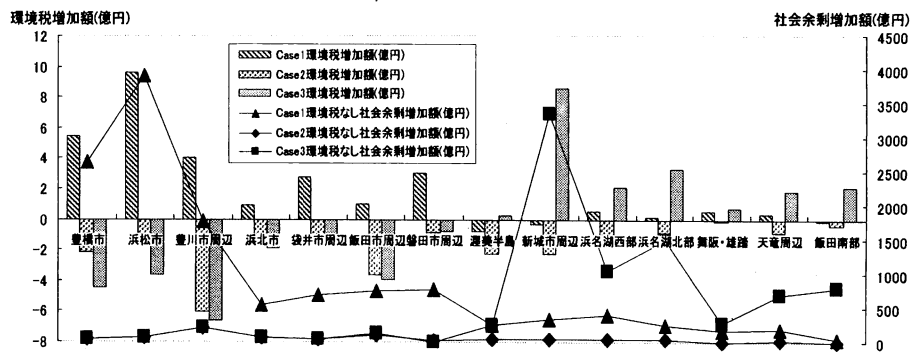 環境税増加額(億円)
社会余剰増加額(億円)
12
10
8
6
4
2
0
-2
-4
-6
-8
4500
4000
3500
3000
2500
2000
1500
1000
500
0
Case1環境税増加額(億円)
Case2環境税増加額(億円)
Case3環境税増加額(億円)
Case1環境税なし社会余剰増加額(億円)
Case2環境税なし社会余剰増加額(億円)
Case3環境税なし社会余剰増加額(億円)
豊橋市
浜松市
豊川市周辺
浜北市
袋井市周辺
飯田市周辺
磐田市周辺
渥美半島
新城市周辺
浜名湖西部
浜名湖北部
舞阪・雄踏
天竜周辺
飯田南部